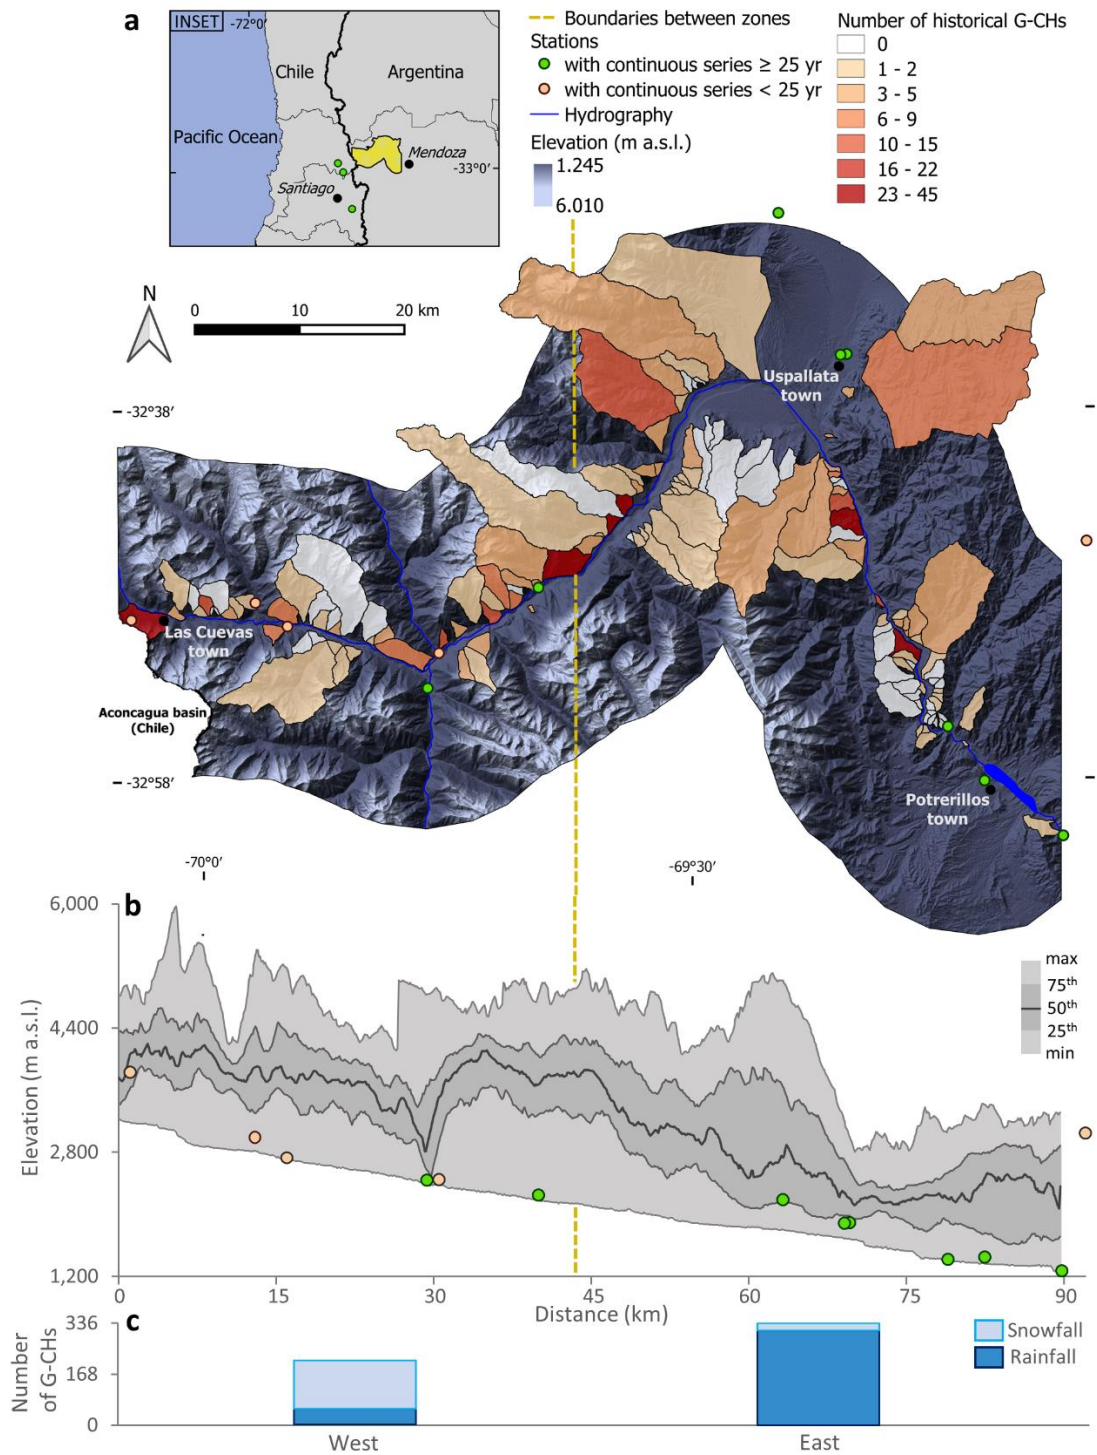 a
INSET
-72°0'
Chile
Argentina
Pacific Ocean
Mendoza
-33°0'
Santiago
Boundaries between zones
Stations
with continuous series ≥ 25 yr
with continuous series < 25 yr
Hydrography
Elevation (m a.s.l.)
1.245
6.010
Number of historical G-CHs
0
1 - 2
3 - 5
6 - 9
10 - 15
16 - 22
23 - 45
N
0 10 20 km
Uspallata
town
-32°38'
Las Cuevas
town
Aconcagua basin
(Chile)
-32°58'
Potrerillos
town
-70°0'
-69°30'
b
Elevation (m a.s.l.)
6,000
4,400
2,800
1,200
max
75th
50th
25th
min
0 15 30 45 60 75 90
Distance (km)
c
Number
of G-CHs
336
168
0
Snowfall
Rainfall
West East